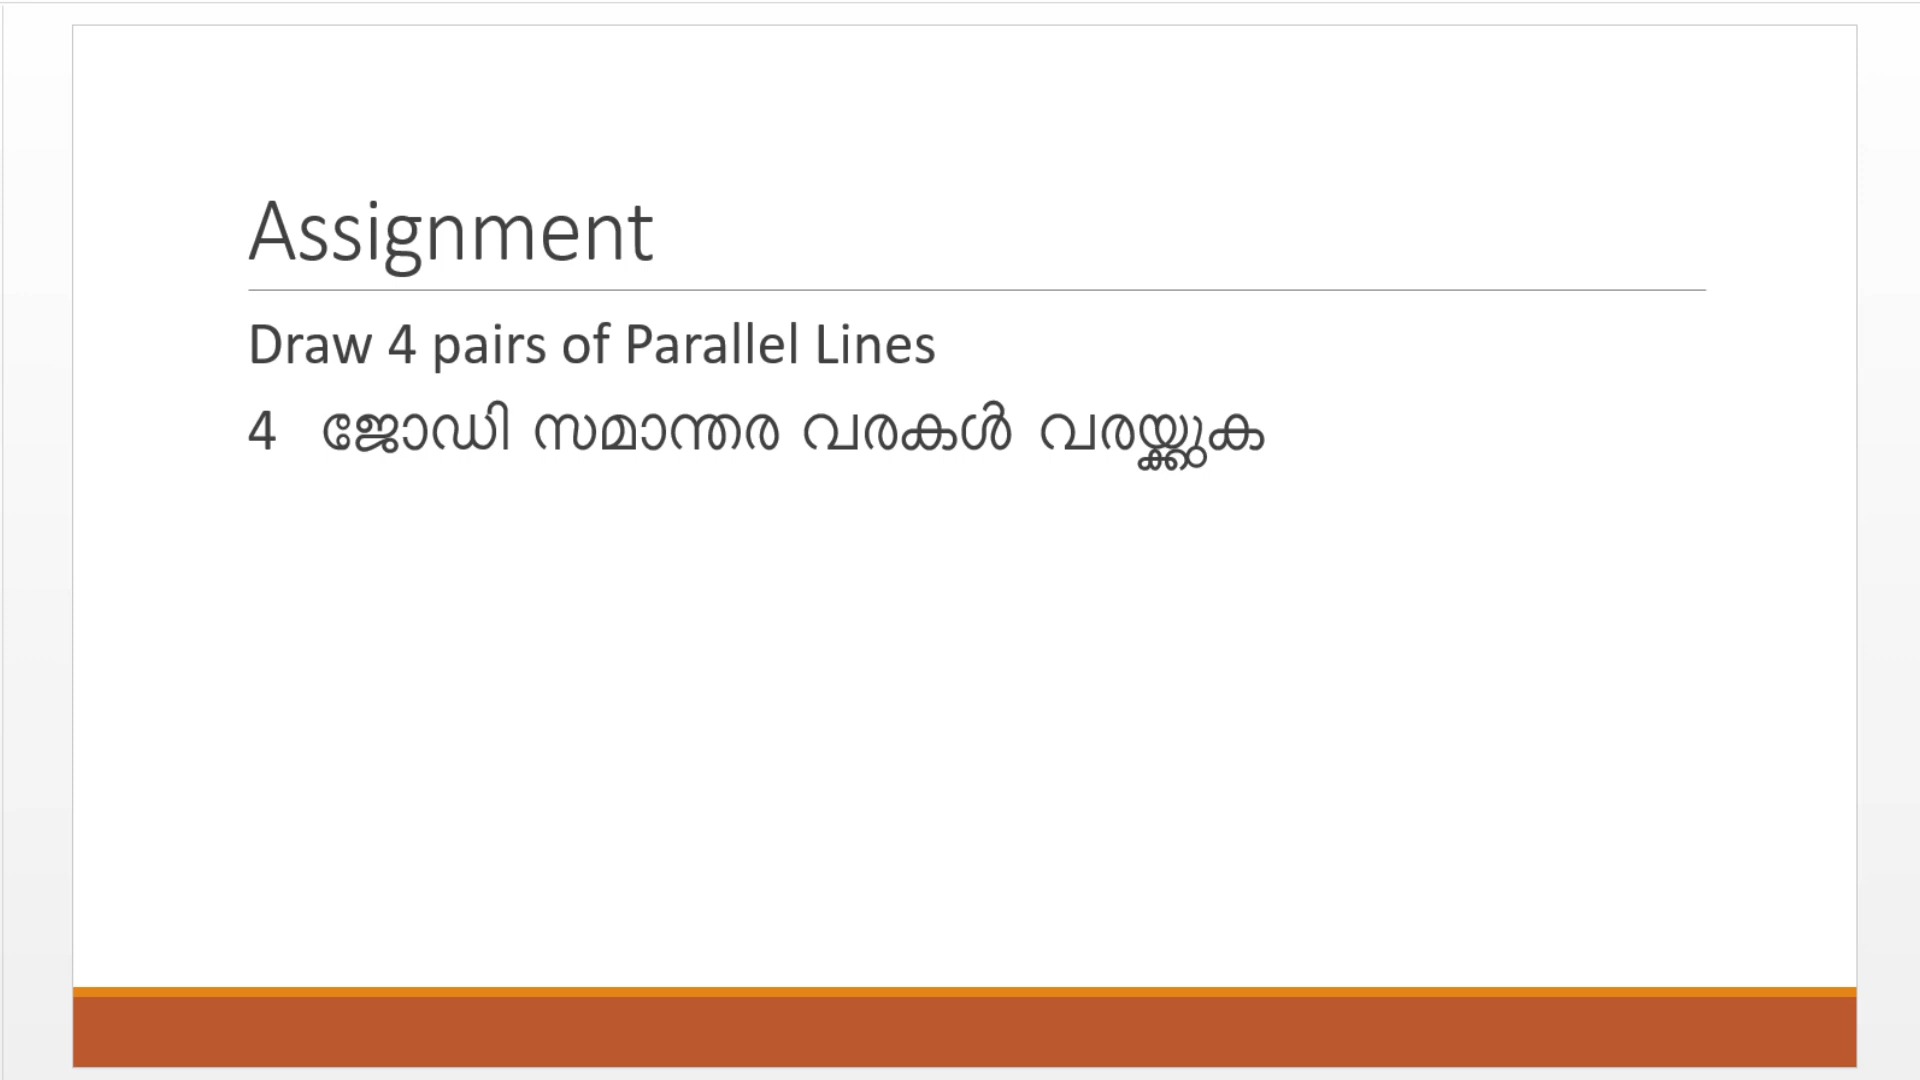 Assignment
Draw 4 pairs of Parallel Lines
4 ജോഡി സമാന്തര വരകൾ വരയ്ക്കുക